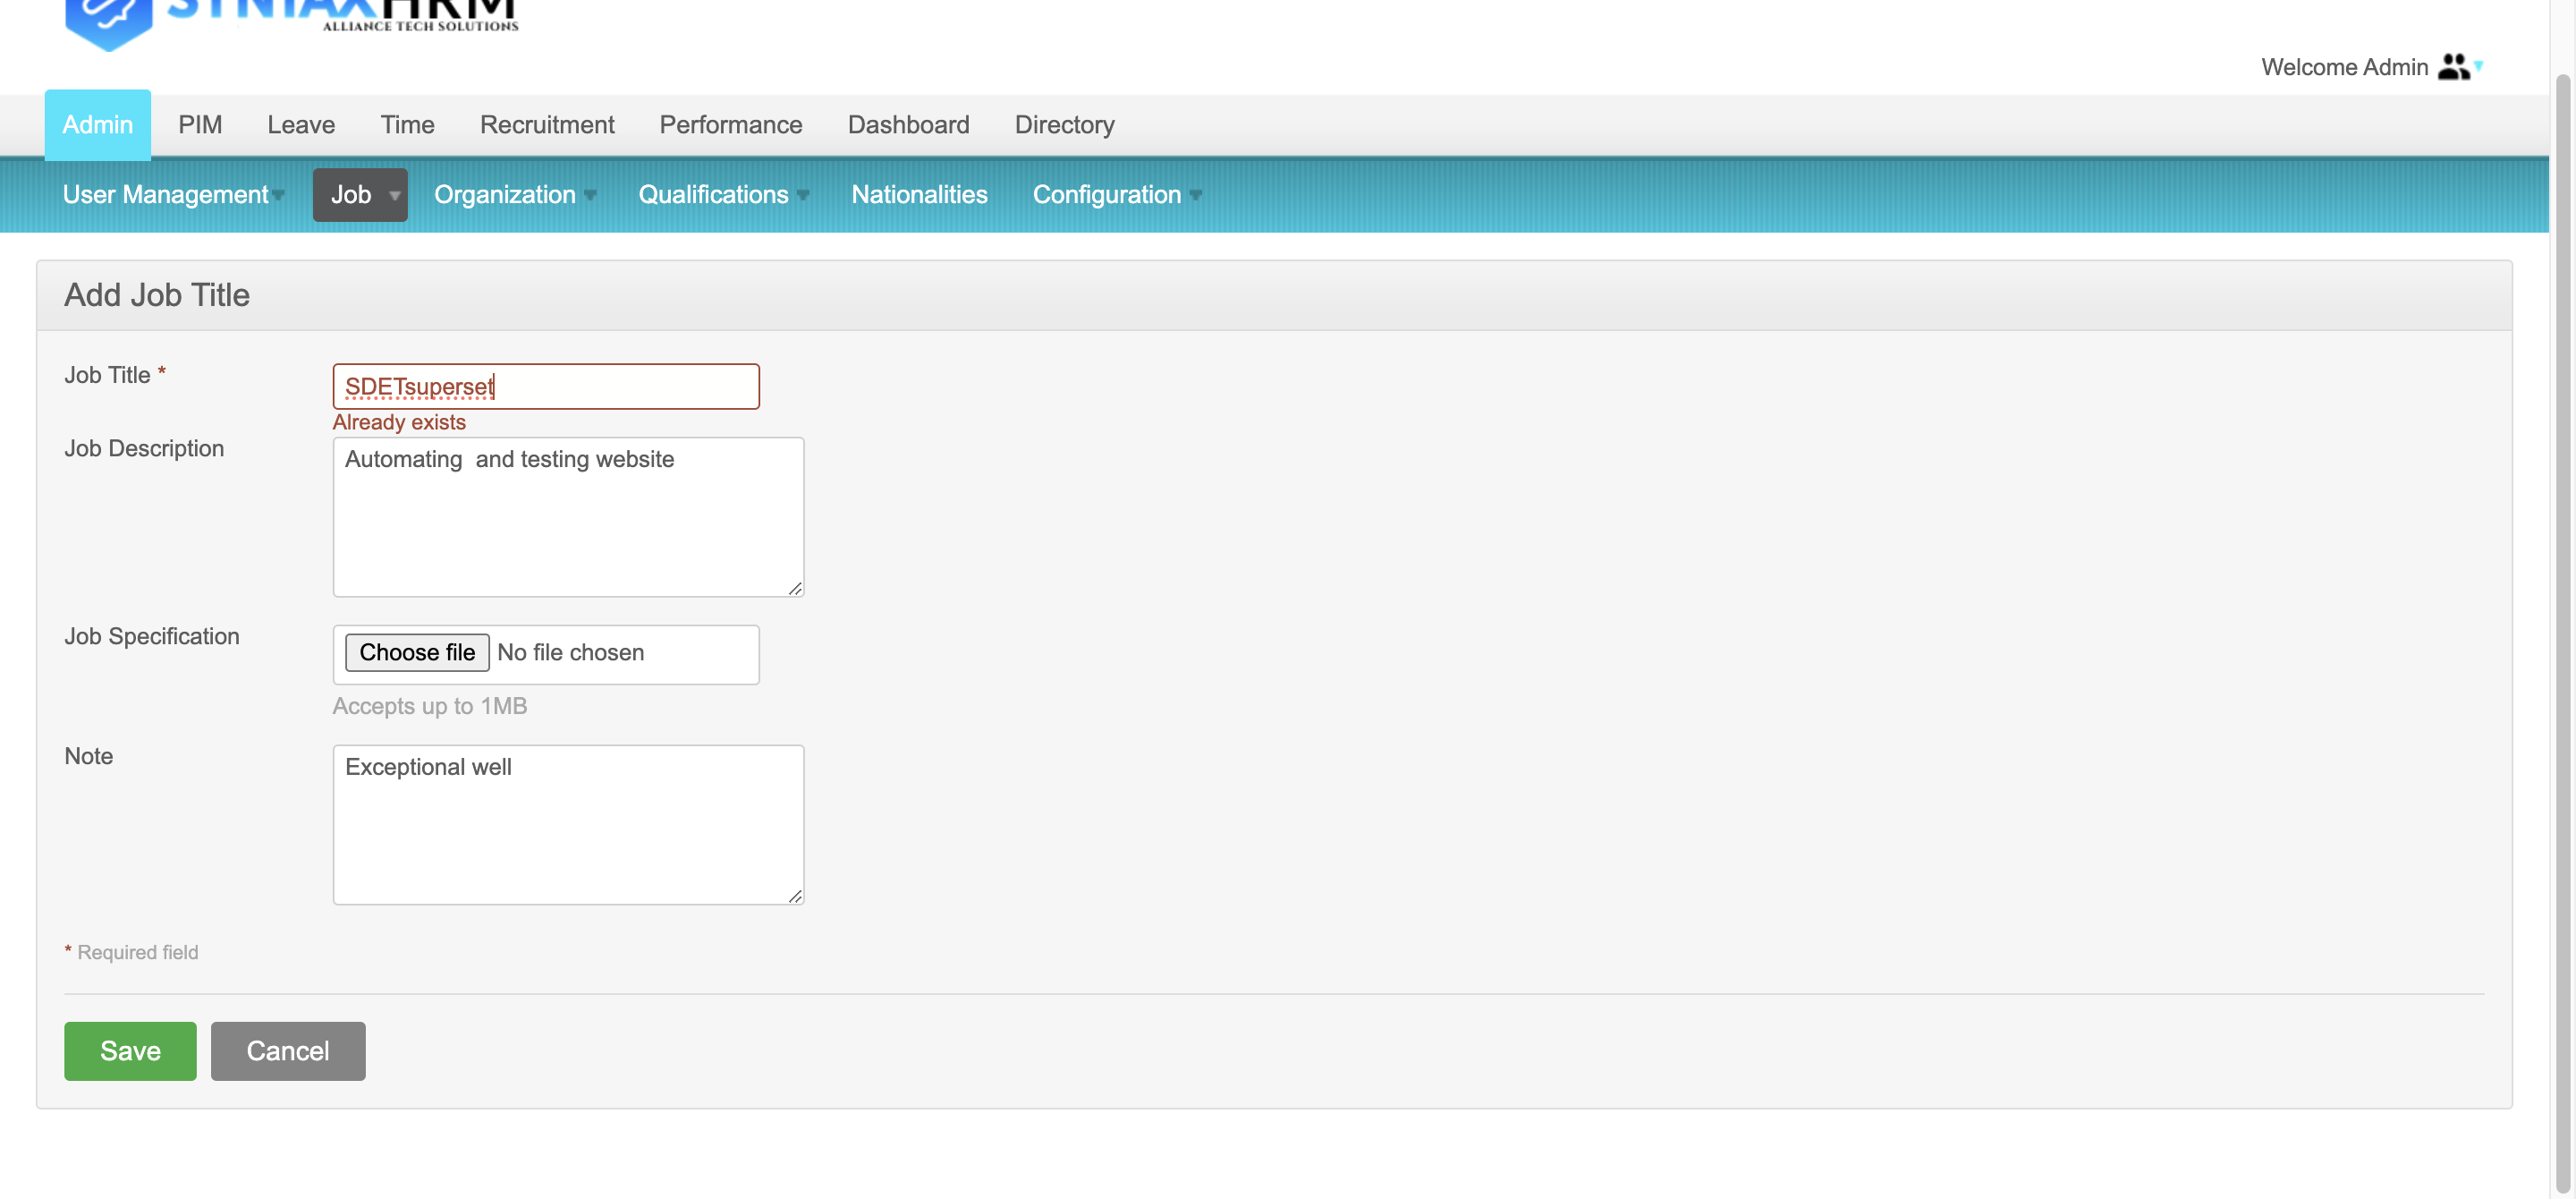 SYNTAXHRM
ALLIANCE TECH SOLUTIONS
Welcome Admin
Admin PIM Leave Time Recruitment Performance Dashboard Directory
User Management Job Organization Qualifications Nationalities Configuration
Add Job Title
Job Title * SDETsuperset
Already exists
Job Description Automating  and testing website
Job Specification Choose file No file chosen
Accepts up to 1MB
Note Exceptional well
* Required field
Save Cancel